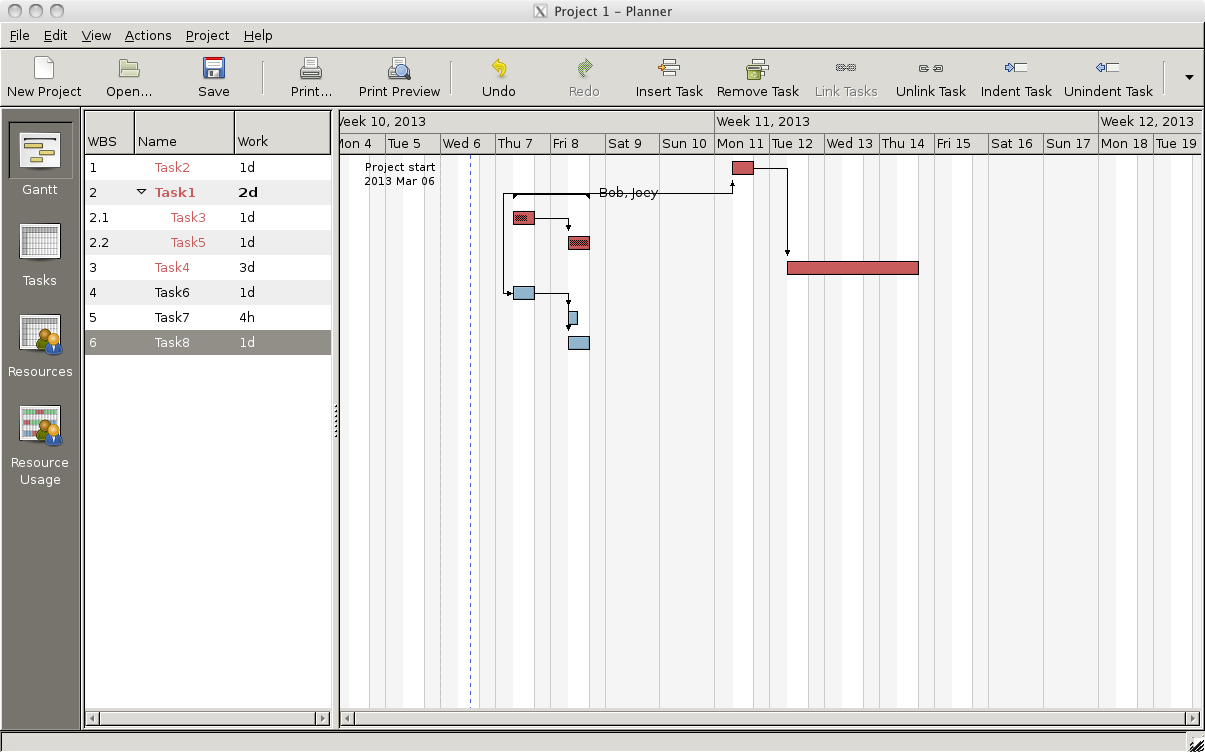 Project 1 – Planner
File Edit View Actions Project Help
New Project Open... Save Print... Print Preview Undo Redo Insert Task Remove Task Link Tasks Unlink Task Indent Task Unindent Task
Gantt
Tasks
Resources
Resource
Usage
WBS Name Work
1 Task2 1d
2 Task1 2d
2.1 Task3 1d
2.2 Task5 1d
3 Task4 3d
4 Task6 1d
5 Task7 4h
6 Task8 1d
Week 10, 2013 Week 11, 2013 Week 12, 2013
Mon 4 Tue 5 Wed 6 Thu 7 Fri 8 Sat 9 Sun 10 Mon 11 Tue 12 Wed 13 Thu 14 Fri 15 Sat 16 Sun 17 Mon 18 Tue 19
Project start
2013 Mar 06
Bob, Joey